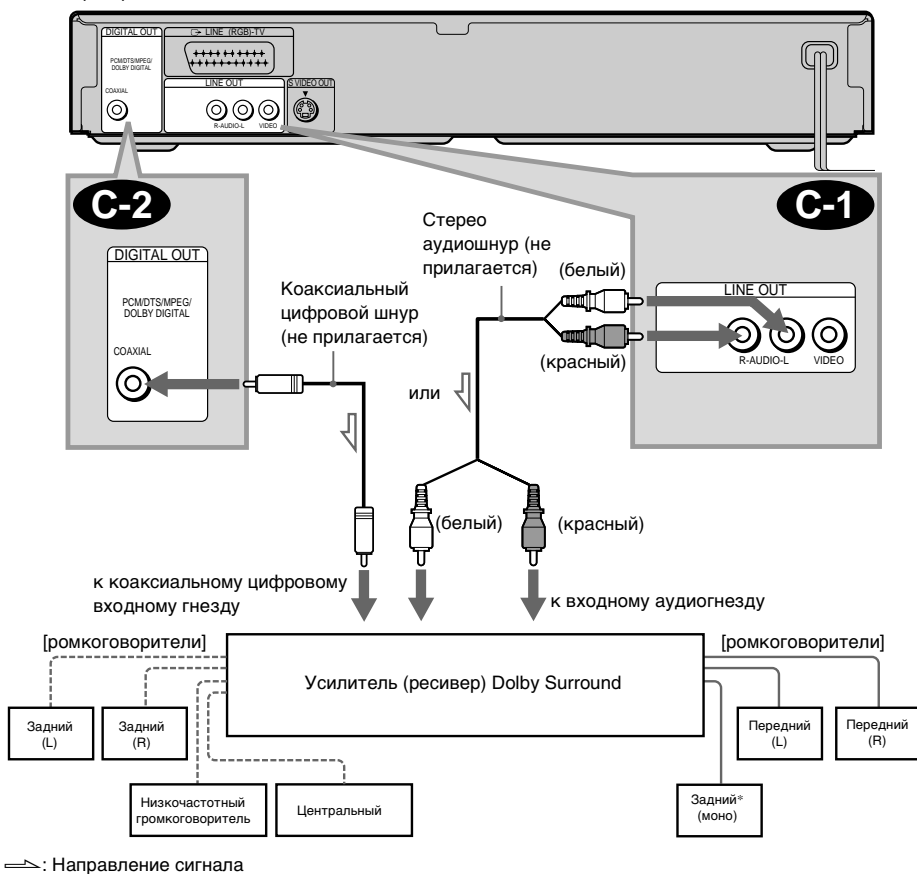 DIGITAL OUT
PCM/DTS/MPEG/
DOLBY DIGITAL
COAXIAL
LINE (RGB)-TV
LINE OUT
R-AUDIO-L
VIDEO
S VIDEO OUT
C-2
C-1
DIGITAL OUT
PCM/DTS/MPEG/
DOLBY DIGITAL
COAXIAL
Коаксиальный
цифровой шнур
(не прилагается)
Стерео
аудиошнур (не
прилагается)
(белый)
(красный)
LINE OUT
R-AUDIO-L
VIDEO
или
(белый)
(красный)
к коаксиальному цифровому
входному гнезду
к входному аудиогнезду
[ромкоговорители]
[ромкоговорители]
Усилитель (ресивер) Dolby Surround
Задний
(L)
Задний
(R)
Передний
(L)
Передний
(R)
Низкочастотный
громкоговоритель
Центральный
Задний*
(моно)
: Направление сигнала